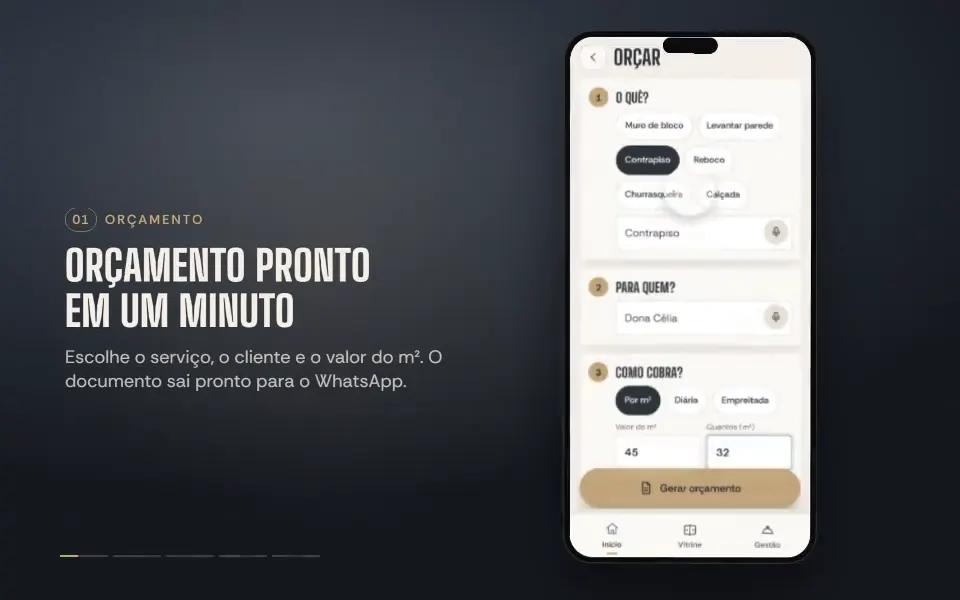 01 ORÇAMENTO
ORÇAMENTO PRONTO
EM UM MINUTO
Escolhe o serviço, o cliente e o valor do m². O
documento sai pronto para o WhatsApp.
ORÇAR
1 O QUÊ?
Muro de bloco Levantar parede
Contrapiso Reboco
Churrasqueira Calçada
Contrapiso
2 PARA QUEM?
Dona Célia
3 COMO COBRA?
Por m² Diária Empreitada
Valor do m² Quantos (m²)
45 32
Gerar orçamento
Início Vitrine Gestão